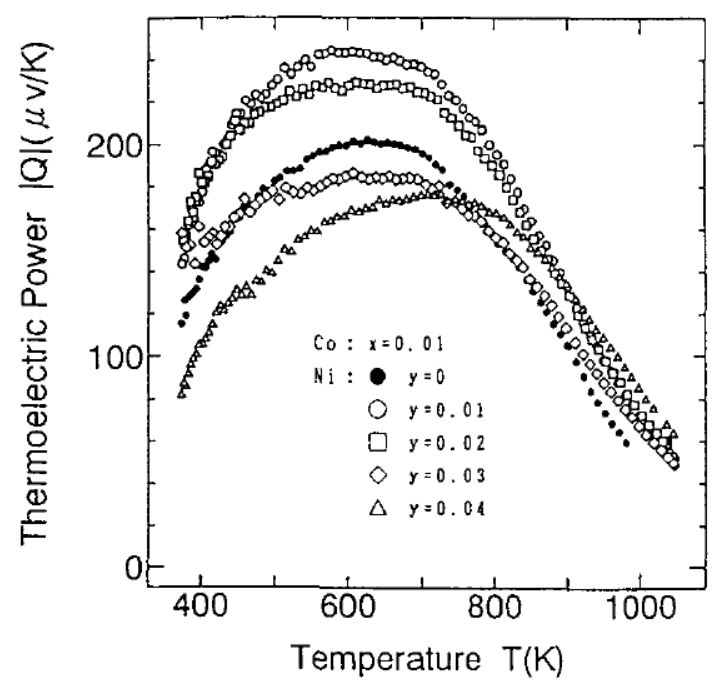 Thermoelectric Power |Q|(μv/K)
200
100
0
Co: x=0.01
Ni: ● y=0
○ y=0.01
□ y=0.02
◇ y=0.03
△ y=0.04
400 600 800 1000
Temperature T(K)